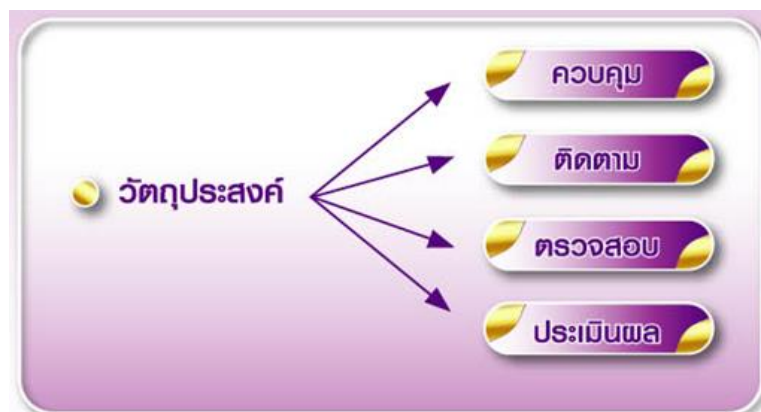 วัตถุประสงค์
ควบคุม
ติดตาม
ตรวจสอบ
ประเมินผล